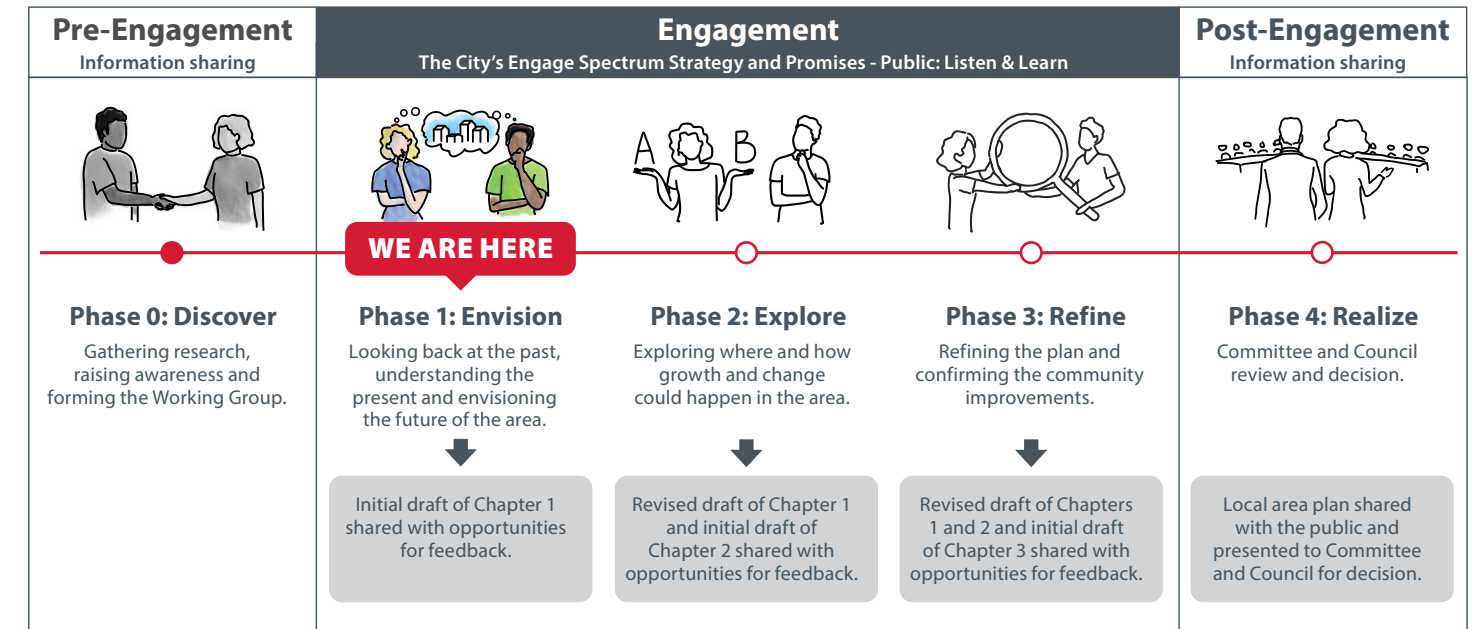 Pre-Engagement
Information sharing
Engagement
The City's Engage Spectrum Strategy and Promises - Public: Listen & Learn
Post-Engagement
Information sharing
A
B
WE ARE HERE
Phase 0: Discover
Gathering research,
raising awareness and
forming the Working Group.
Phase 1: Envision
Looking back at the past,
understanding the
present and envisioning
the future of the area.
Initial draft of Chapter 1
shared with opportunities
for feedback.
Phase 2: Explore
Exploring where and how
growth and change
could happen in the area.
Revised draft of Chapter 1
and initial draft of
Chapter 2 shared with
opportunities for feedback.
Phase 3: Refine
Refining the plan and
confirming the community
improvements.
Revised draft of Chapters
1 and 2 and initial draft
of Chapter 3 shared with
opportunities for feedback.
Phase 4: Realize
Committee and Council
review and decision.
Local area plan shared
with the public and
presented to Committee
and Council for decision.